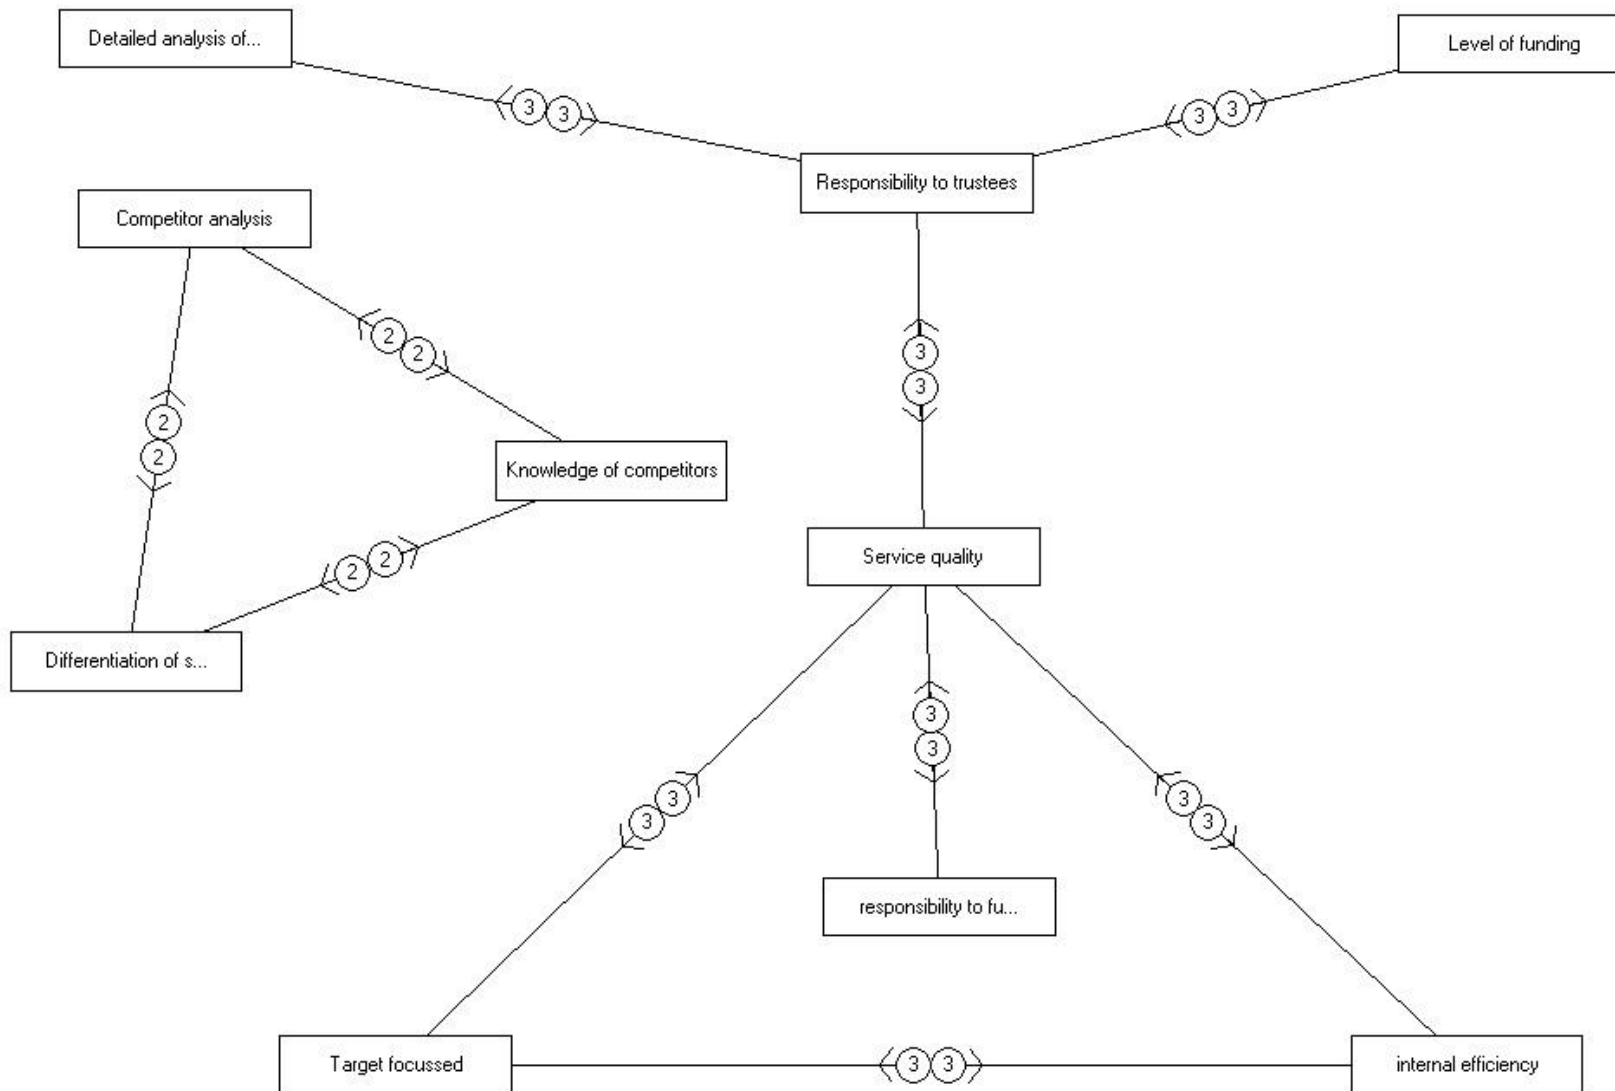 Detailed analysis of...
Level of funding
3 3
3 3
Responsibility to trustees
Competitor analysis
2
2
3
3
2
2
Knowledge of competitors
2 2
Service quality
Differentiation of s...
3
3
3
3
3
3
responsibility to fu...
Target focussed
3 3
internal efficiency